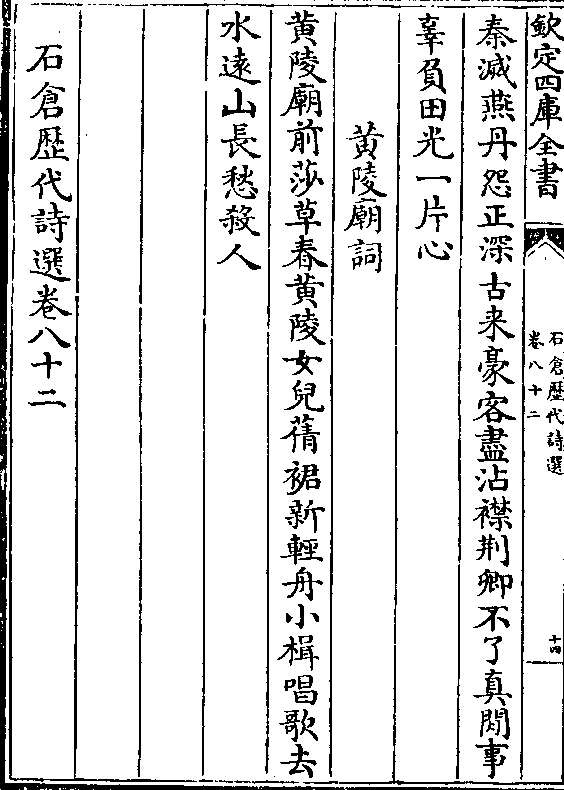 欽定四庫全書
石倉歴代詩選
卷八十二
十四
秦滅燕丹怨正深古来豪客盡沾襟荆卿不了真閑事
辜負田光一片心
黄陵廟詞
黄陵廟前莎草春黄陵女兒蒨裙新輕舟小楫唱歌去
水逺山長愁殺人
石倉歴代詩選卷八十二